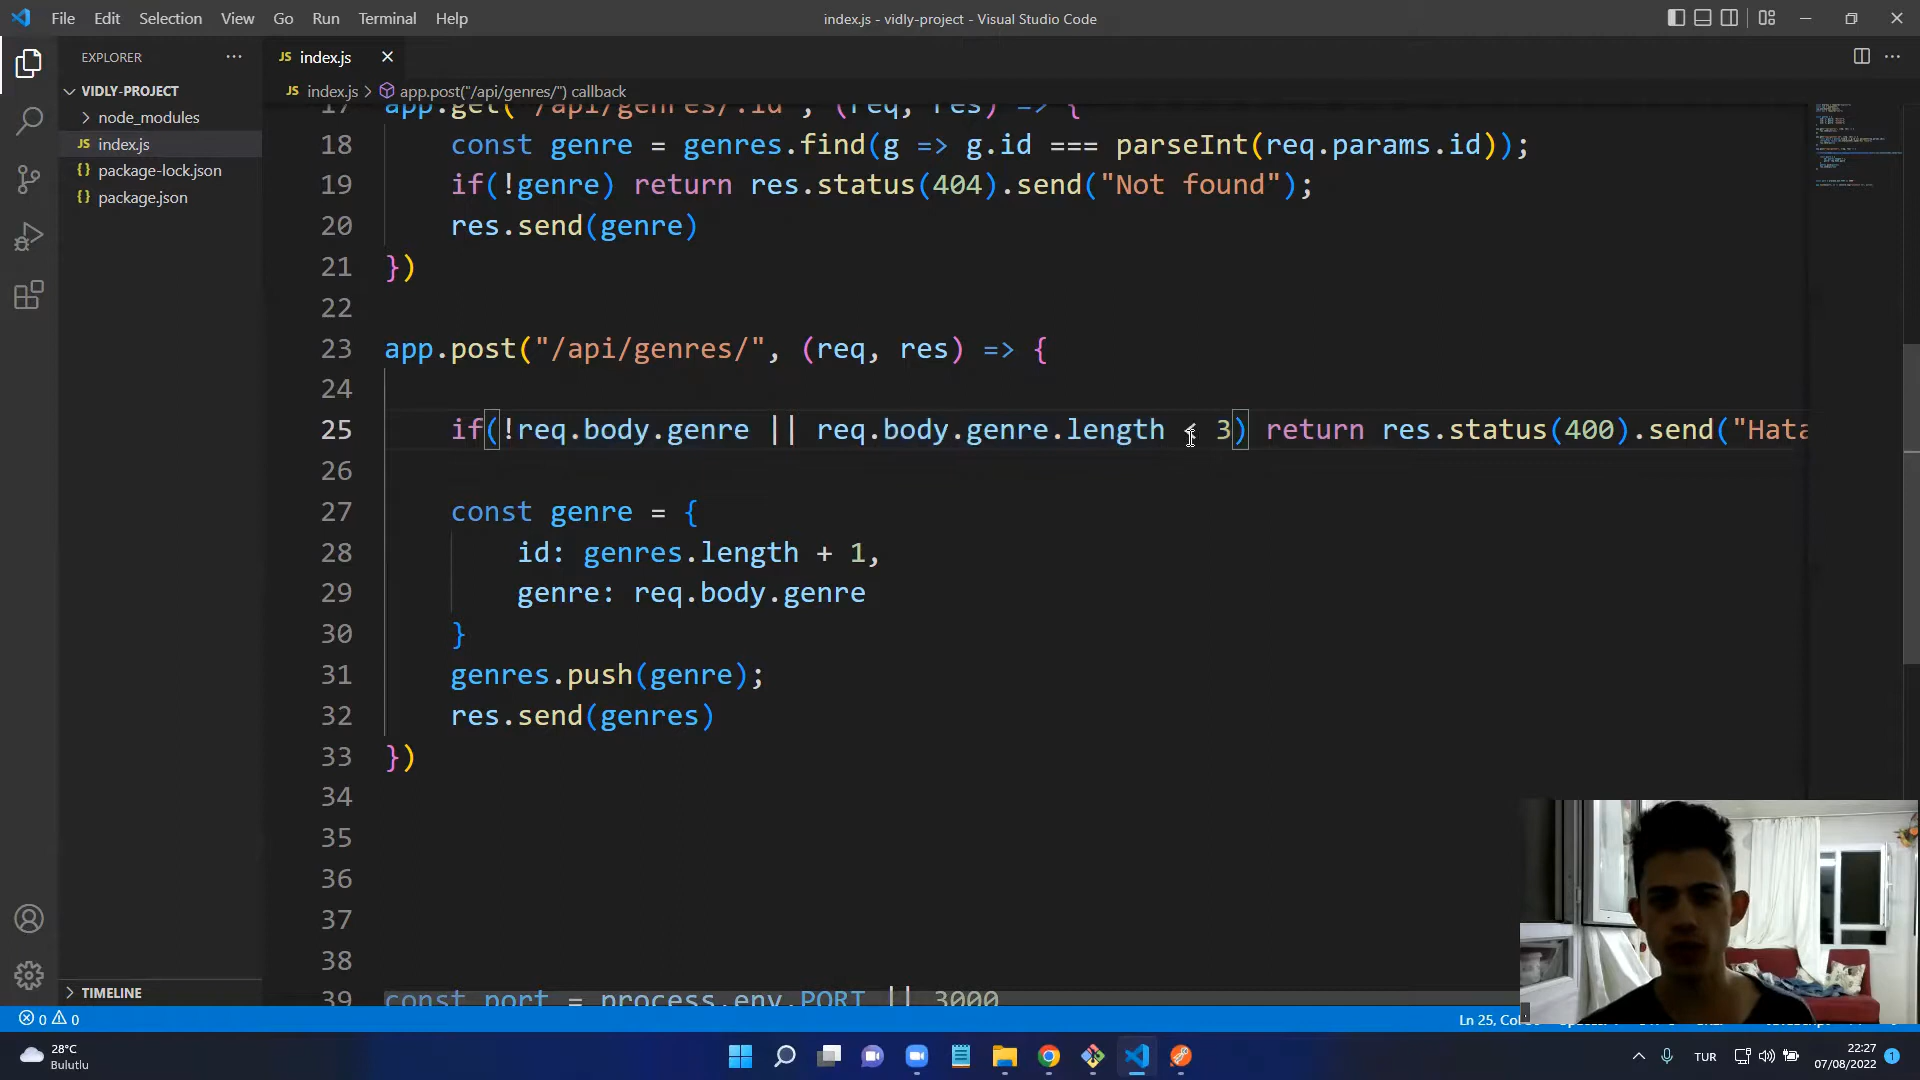 File Edit Selection View Go Run Terminal Help
index.js - vidly-project - Visual Studio Code
EXPLORER
JS index.js
VIDLY-PROJECT
JS index.js > app.post("/api/genres/") callback
node_modules
JS index.js
{} package-lock.json
{} package.json
17 app.get("/api/genres/:id", (req, res) => {
18 const genre = genres.find(g => g.id === parseInt(req.params.id));
19 if(!genre) return res.status(404).send("Not found");
20 res.send(genre)
21 })
22
23 app.post("/api/genres/", (req, res) => {
24
25 if(!req.body.genre || req.body.genre.length < 3) return res.status(400).send("Hata
26
27 const genre = {
28 id: genres.length + 1,
29 genre: req.body.genre
30 }
31 genres.push(genre);
32 res.send(genres)
33 })
34
35
36
37
38
39 const port = process.env.PORT || 3000
TIMELINE
0 0
Ln 25,
28°C
Bulutlu
TUR
22:27
07/08/2022
1